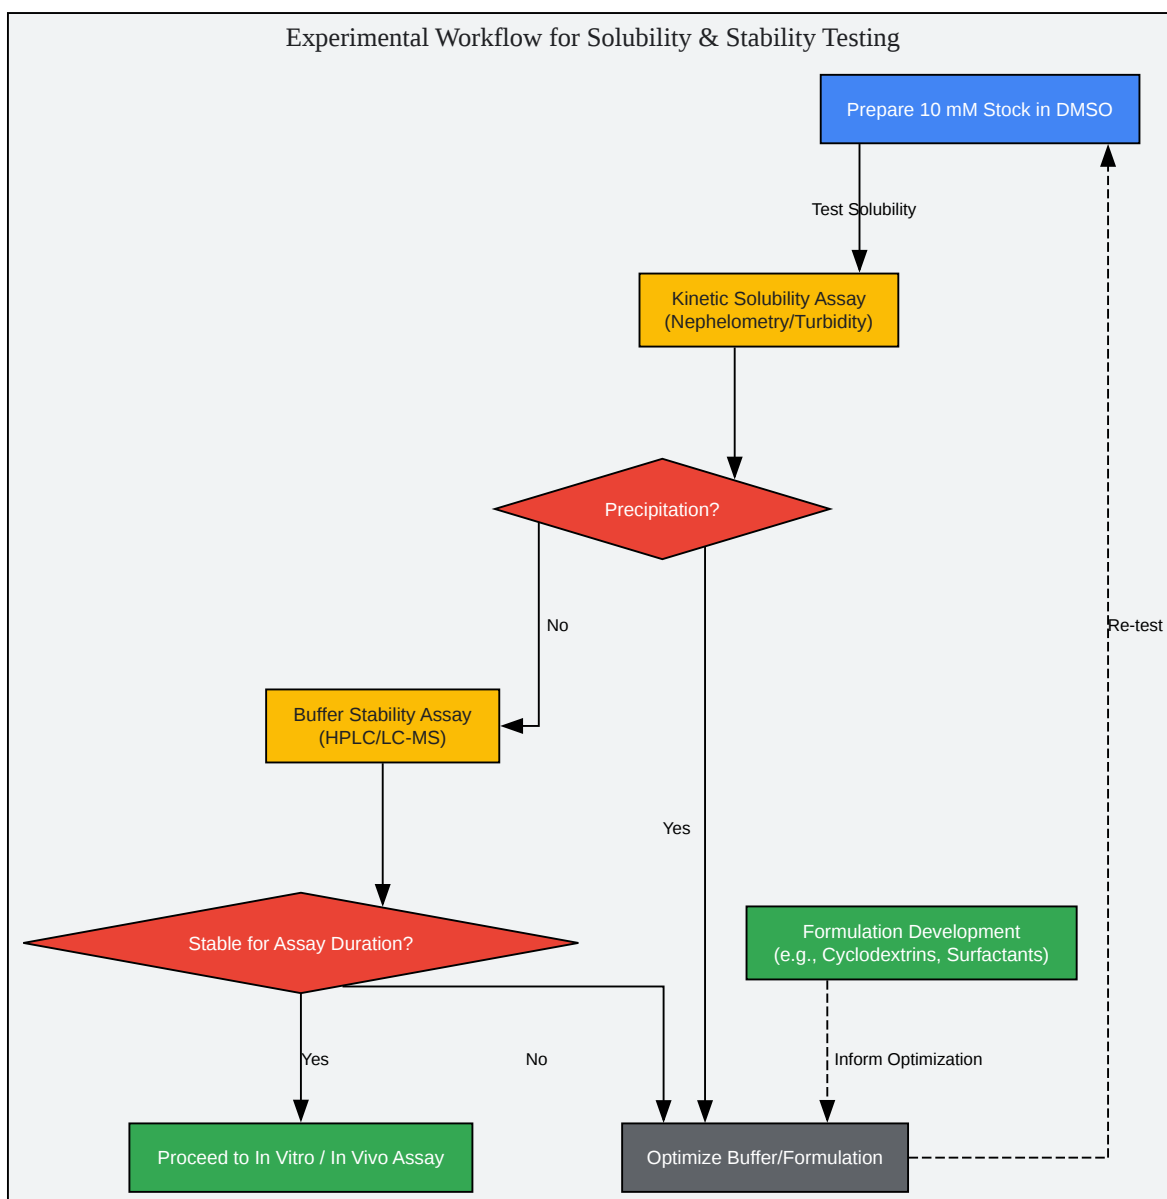 Experimental Workflow for Solubility & Stability Testing
Prepare 10 mM Stock in DMSO
Test Solubility
Kinetic Solubility Assay
(Nephelometry/Turbidity)
Precipitation?
No
Re-test
Buffer Stability Assay
(HPLC/LC-MS)
Yes
Stable for Assay Duration?
Formulation Development
(e.g., Cyclodextrins, Surfactants)
Yes
No
Inform Optimization
Proceed to In Vitro / In Vivo Assay
Optimize Buffer/Formulation